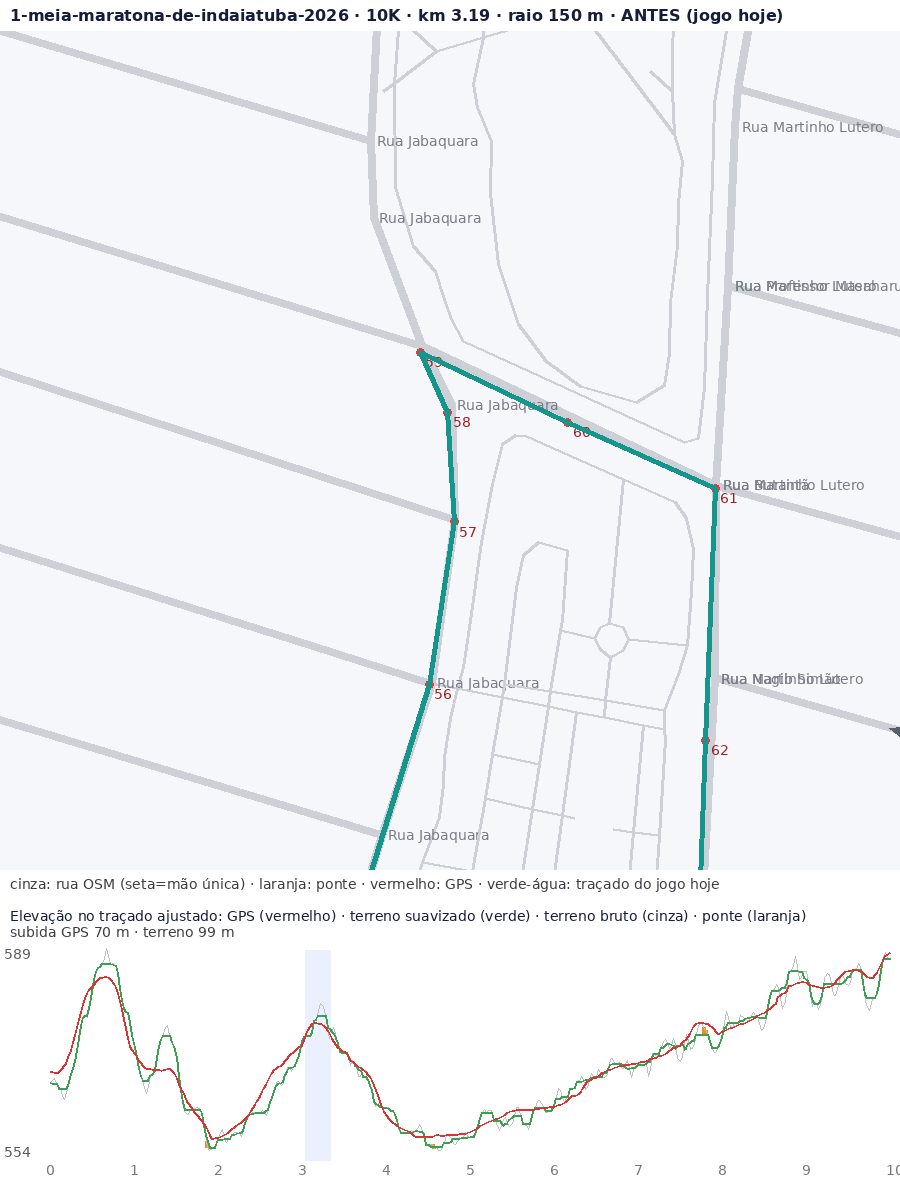 1-meia-maratona-de-indaiatuba-2026 · 10K · km 3.19 · raio 150 m · ANTES (jogo hoje)
Rua Martinho Lutero
Rua Jabaquara
Rua Jabaquara
59
Rua Jabaquara
58
60
Rua Martinho Lutero
61
57
Rua Jabaquara
56
62
Rua Jabaquara
cinza: rua OSM (seta=mão única) · laranja: ponte · vermelho: GPS · verde-água: traçado do jogo hoje
Elevação no traçado ajustado: GPS (vermelho) · terreno suavizado (verde) · terreno bruto (cinza) · ponte (laranja)
subida GPS 70 m · terreno 99 m
589
554
0 1 2 3 4 5 6 7 8 9 10